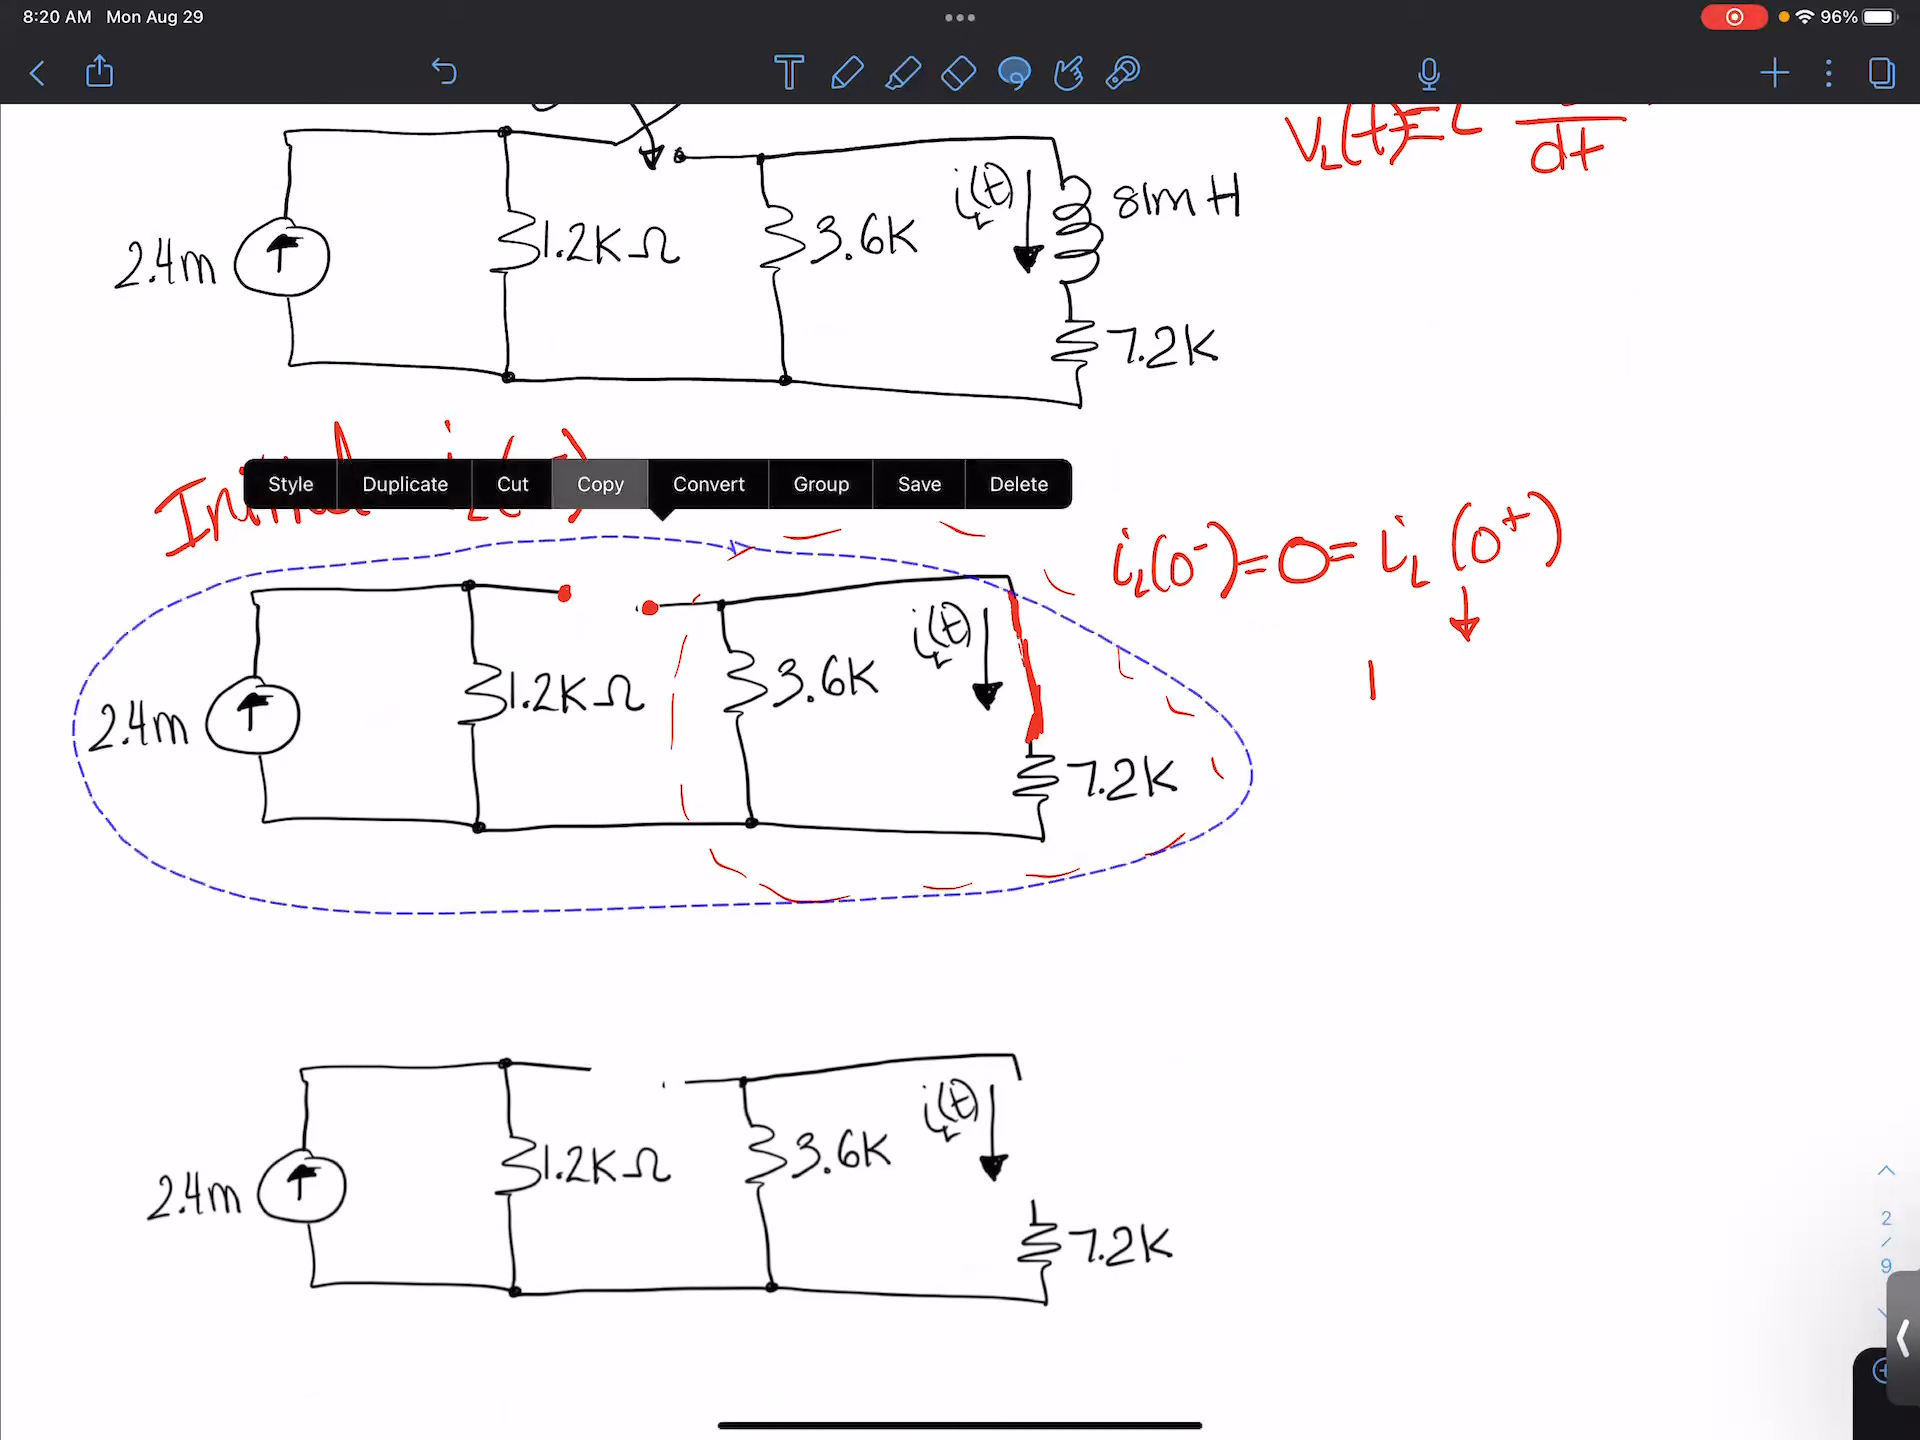 8:20 AM Mon Aug 29
96%
V_L(t)=L
dt
2.4m
1.2KΩ
3.6K
i_L(t)
81mH
7.2K
Style Duplicate Cut Copy Convert Group Save Delete
i_L(0⁻)=0=i_L(0⁺)
2.4m
1.2KΩ
3.6K
i_L(t)
7.2K
2.4m
1.2KΩ
3.6K
i_L(t)
7.2K
2
/
9